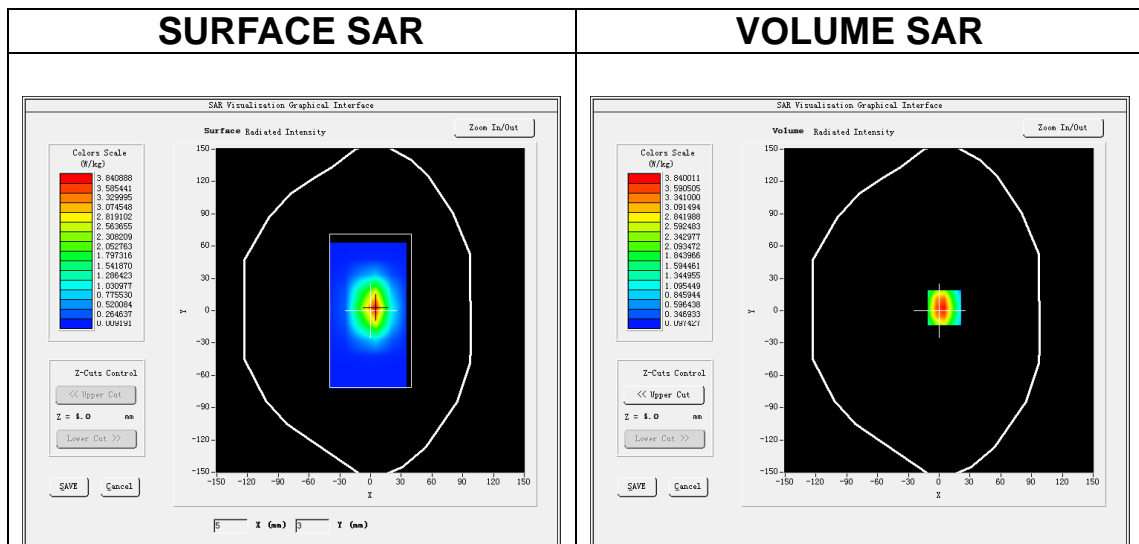 SURFACE SAR
VOLUME SAR
SAR Visualisation Graphical Interface
Surface Radiated Intensity
Zoom In/Out
Colors Scale
(W/kg)
3.840888
3.585441
3.329995
3.074548
2.819102
2.563655
2.308209
2.052763
1.797316
1.541870
1.286423
1.030977
0.775530
0.520084
0.264637
0.009191
150
120
90
60
30
0
-30
-60
-90
-120
-150
Y
-150 -120 -90 -60 -30 0 30 60 90 120 150
X
Z-Cuts Control
<< Upper Cut
Z = 4.0 mm
Lower Cut >>
SAVE Cancel
5 X (mm) 3 Y (mm)
SAR Visualisation Graphical Interface
Volume Radiated Intensity
Zoom In/Out
Colors Scale
(W/kg)
3.840011
3.590505
3.341000
3.091494
2.841988
2.592483
2.342977
2.093472
1.843966
1.594461
1.344955
1.095449
0.845944
0.596438
0.346933
0.097427
150
120
90
60
30
0
-30
-60
-90
-120
-150
Y
-150 -120 -90 -60 -30 0 30 60 90 120 150
X
Z-Cuts Control
<< Upper Cut
Z = 4.0 mm
Lower Cut >>
SAVE Cancel